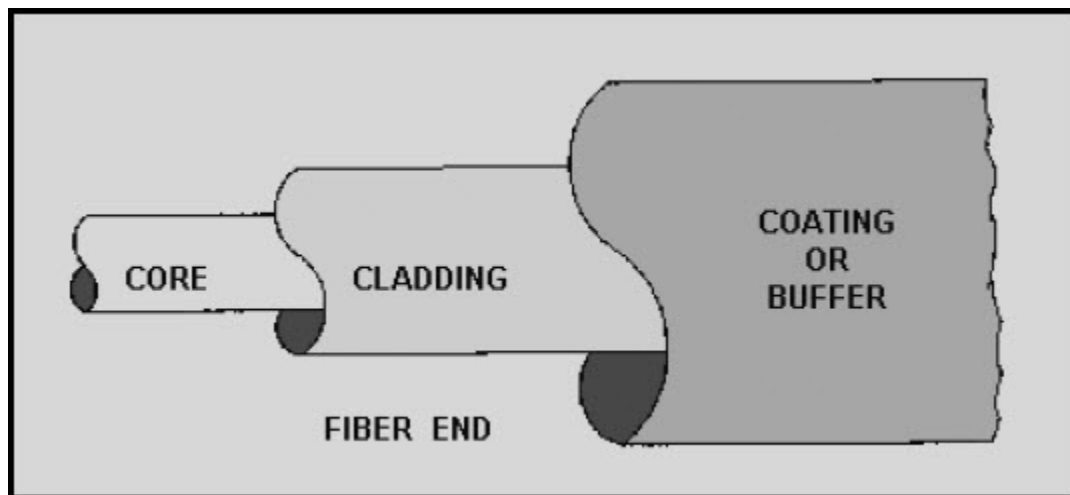 CORE
CLADDING
COATING
OR
BUFFER
FIBER END